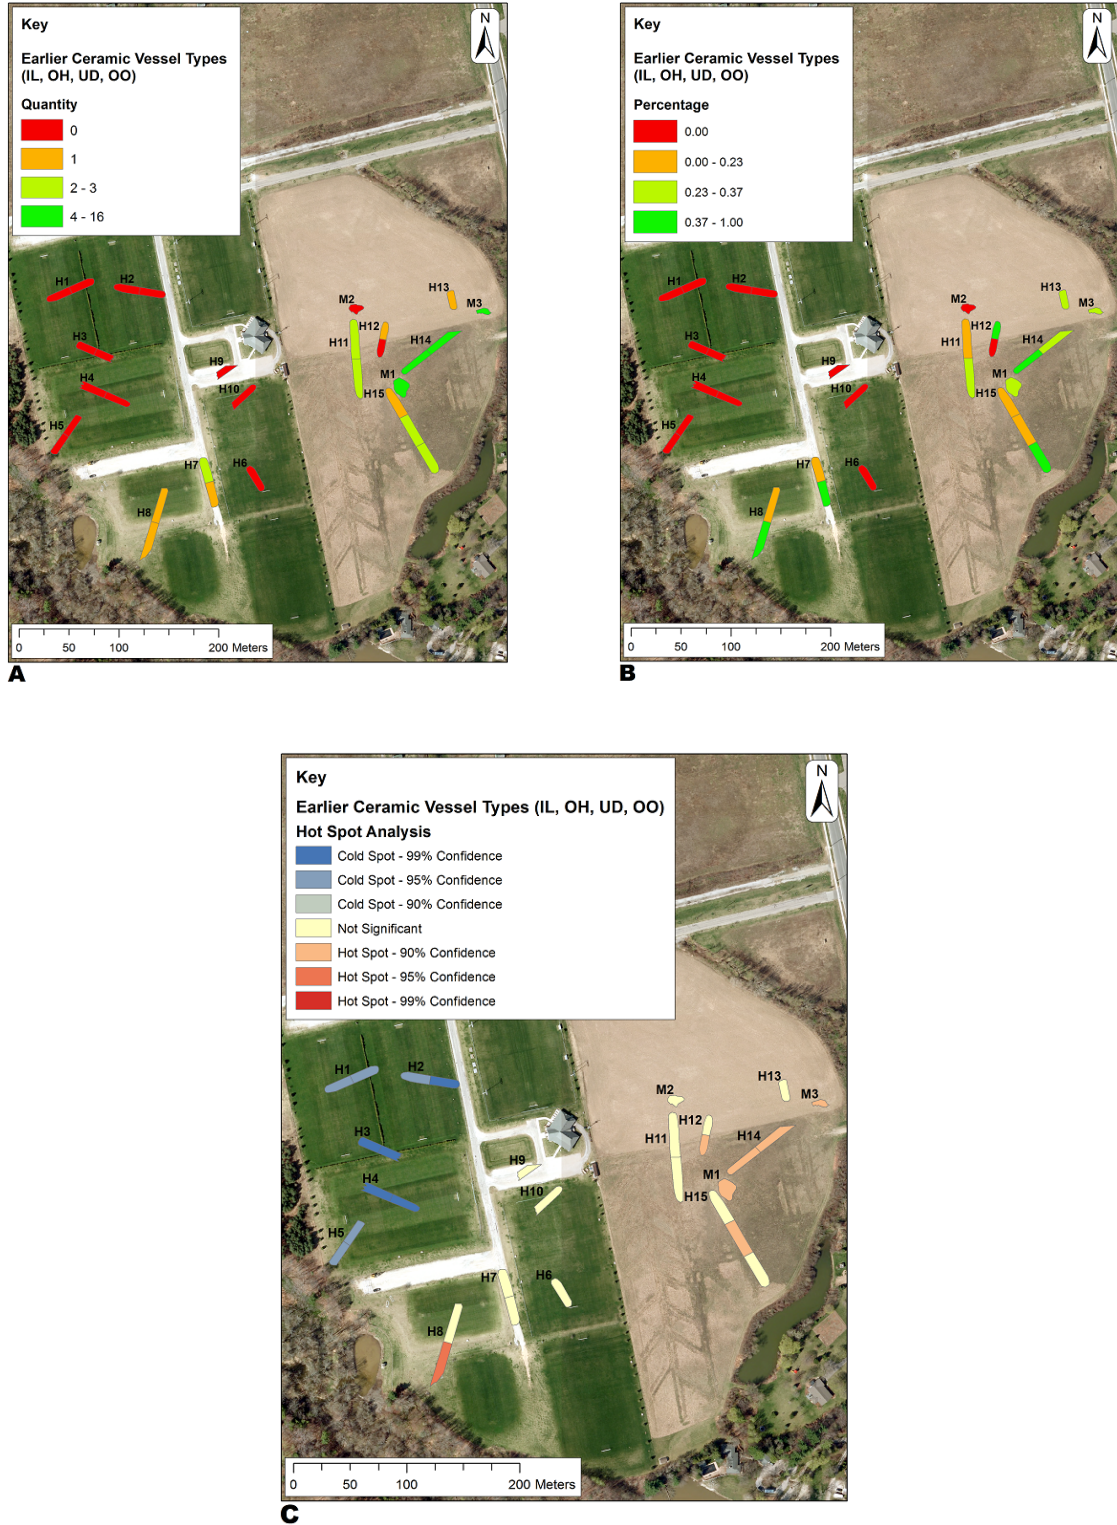 Key
Earlier Ceramic Vessel Types
(IL, OH, UD, OO)
Quantity
0
1
2 - 3
4 - 16
N
H1
H2
H3
H4
H5
H6
H7
H8
H9
H10
H11
H12
H13
H14
H15
M1
M2
M3
0 50 100 200 Meters
A
Key
Earlier Ceramic Vessel Types
(IL, OH, UD, OO)
Percentage
0.00
0.00 - 0.23
0.23 - 0.37
0.37 - 1.00
N
H1
H2
H3
H4
H5
H6
H7
H8
H9
H10
H11
H12
H13
H14
H15
M1
M2
M3
0 50 100 200 Meters
B
Key
Earlier Ceramic Vessel Types (IL, OH, UD, OO)
Hot Spot Analysis
Cold Spot - 99% Confidence
Cold Spot - 95% Confidence
Cold Spot - 90% Confidence
Not Significant
Hot Spot - 90% Confidence
Hot Spot - 95% Confidence
Hot Spot - 99% Confidence
N
H1
H2
H3
H4
H5
H6
H7
H8
H9
H10
H11
H12
H13
H14
H15
M1
M2
M3
0 50 100 200 Meters
C